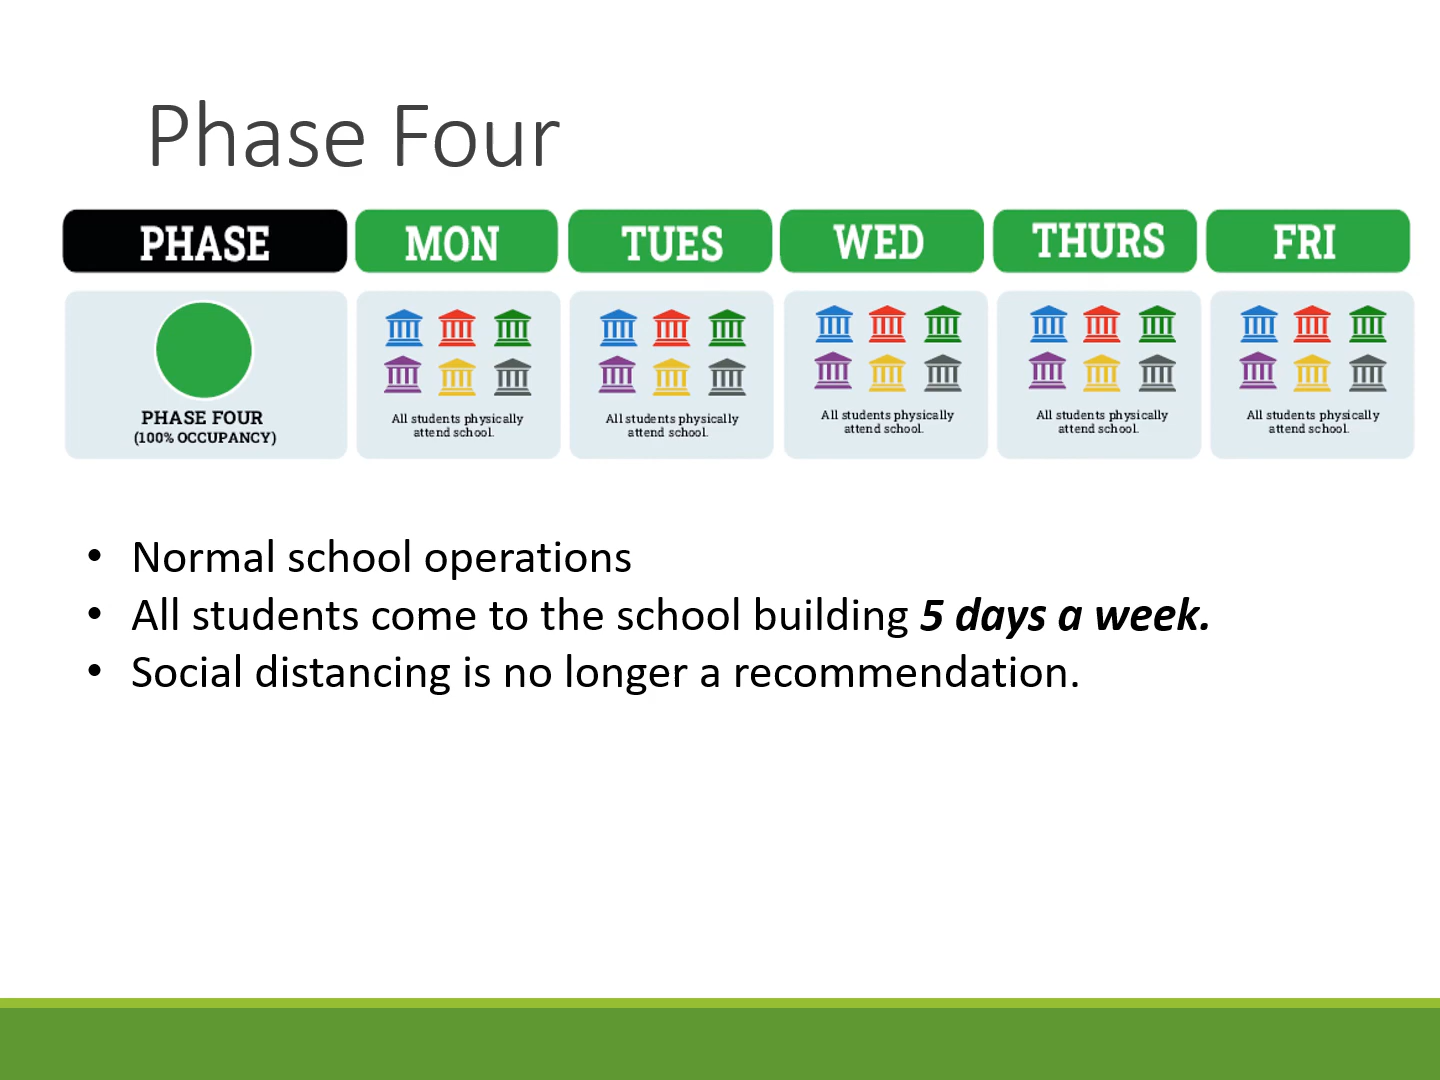 Phase Four
PHASE MON TUES WED THURS FRI
PHASE FOUR
(100% OCCUPANCY)
All students physically
attend school.
All students physically
attend school.
All students physically
attend school.
All students physically
attend school.
All students physically
attend school.
• Normal school operations
• All students come to the school building 5 days a week.
• Social distancing is no longer a recommendation.